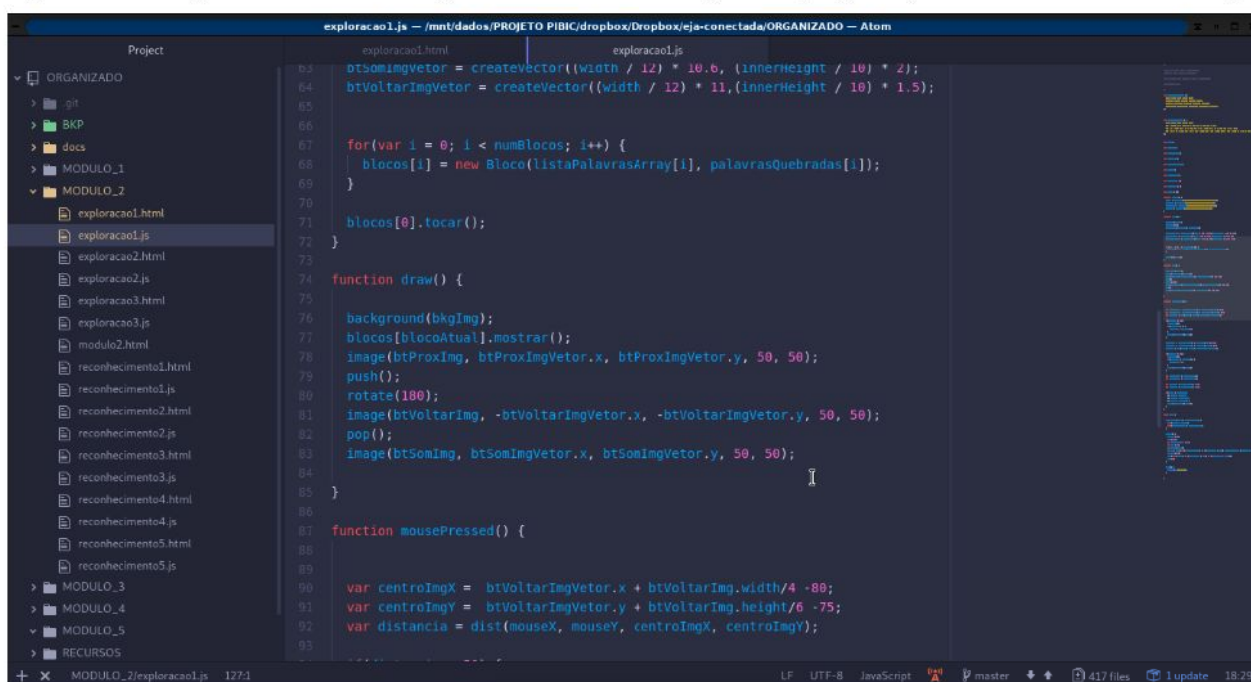 exploracao1.js — /mnt/dados/PROJETO PIBIC/dropbox/Dropbox/eja-conectada/ORGANIZADO — Atom
Project
exploracao1.html
exploracao1.js
ORGANIZADO
.git
BKP
docs
MODULO_1
MODULO_2
exploracao1.html
exploracao1.js
exploracao2.html
exploracao2.js
exploracao3.html
exploracao3.js
modulo2.html
reconhecimento1.html
reconhecimento1.js
reconhecimento2.html
reconhecimento2.js
reconhecimento3.html
reconhecimento3.js
reconhecimento4.html
reconhecimento4.js
reconhecimento5.html
reconhecimento5.js
MODULO_3
MODULO_4
MODULO_5
RECURSOS
63 btSomImgVetor = createVector((width / 12) * 10.6, (innerHeight / 10) * 2);
64 btVoltarImgVetor = createVector((width / 12) * 11,(innerHeight / 10) * 1.5);
65
66
67 for(var i = 0; i < numBlocos; i++) {
68 blocos[i] = new Bloco(listaPalavrasArray[i], palavrasQuebradas[i]);
69 }
70
71 blocos[0].tocar();
72 }
73
74 function draw() {
75
76 background(bkgImg);
77 blocos[blocoAtual].mostrar();
78 image(btProxImg, btProxImgVetor.x, btProxImgVetor.y, 50, 50);
79 push();
80 rotate(180);
81 image(btVoltarImg, -btVoltarImgVetor.x, -btVoltarImgVetor.y, 50, 50);
82 pop();
83 image(btSomImg, btSomImgVetor.x, btSomImgVetor.y, 50, 50);
84
85 }
86
87 function mousePressed() {
88
89
90 var centroImgX = btVoltarImgVetor.x + btVoltarImg.width/4 -80;
91 var centroImgY = btVoltarImgVetor.y + btVoltarImg.height/6 -75;
92 var distancia = dist(mouseX, mouseY, centroImgX, centroImgY);
93
MODULO_2/exploracao1.js 127:1 LF UTF-8 JavaScript master 417 files 1 update 18:29